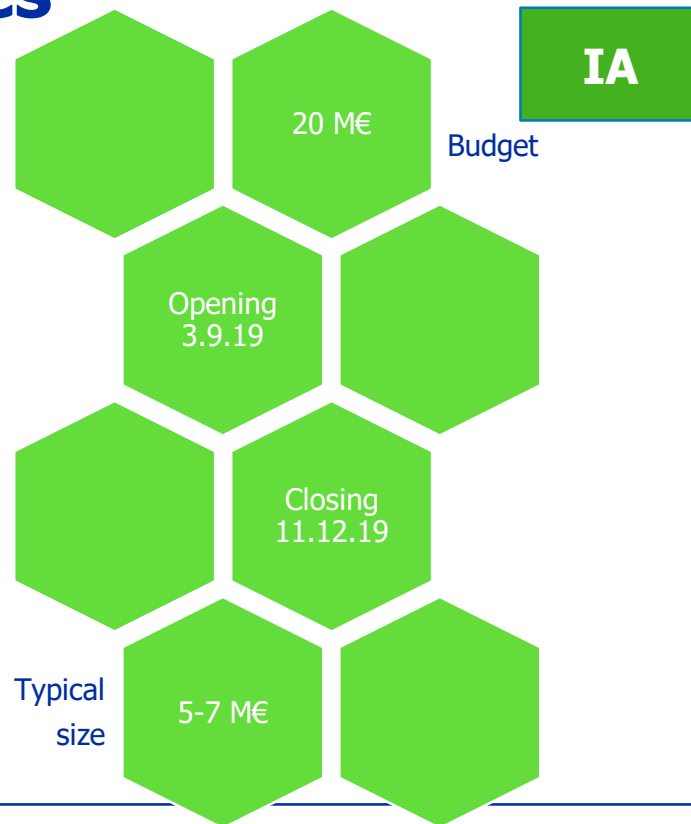 IA
20 M€
Budget
Opening
3.9.19
Closing
11.12.19
Typical
size
5-7 M€